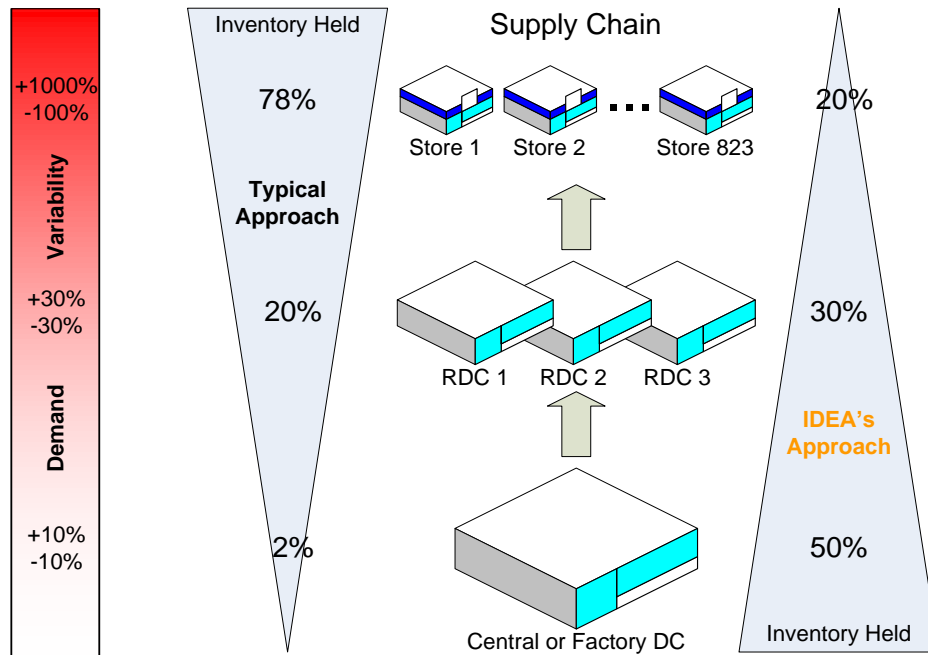 Inventory Held
Supply Chain
+1000%
-100%
78%
20%
Store 1
Store 2
Store 823
Variability
Typical
Approach
+30%
-30%
20%
30%
RDC 1
RDC 2
RDC 3
Demand
IDEA's
Approach
+10%
-10%
2%
50%
Central or Factory DC
Inventory Held